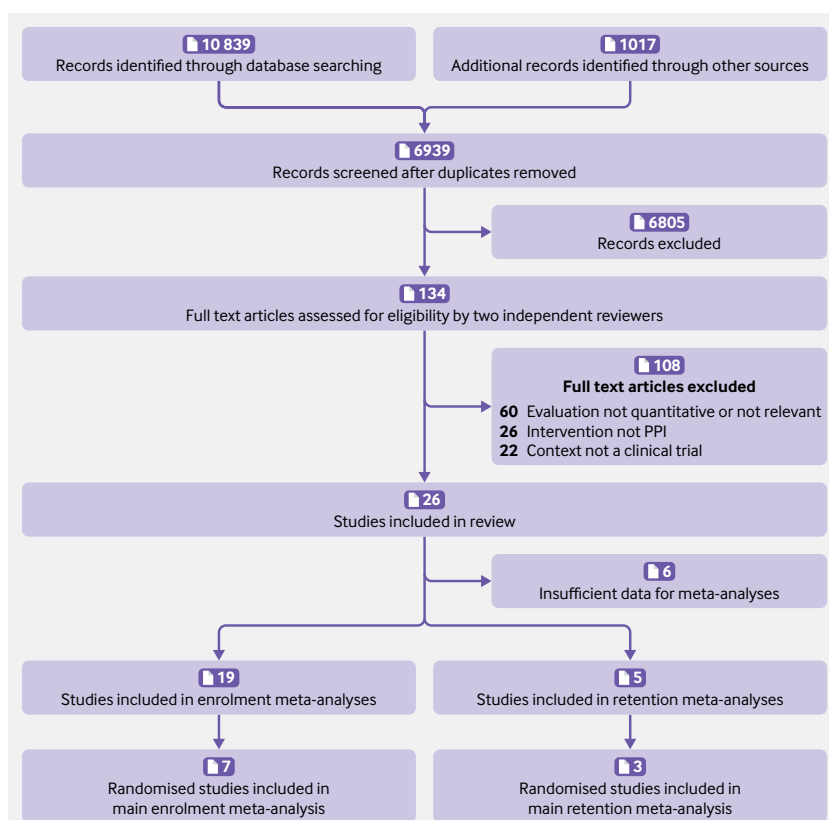 10 839
Records identified through database searching
1017
Additional records identified through other sources
6939
Records screened after duplicates removed
6805
Records excluded
134
Full text articles assessed for eligibility by two independent reviewers
108
Full text articles excluded
60 Evaluation not quantitative or not relevant
26 Intervention not PPI
22 Context not a clinical trial
26
Studies included in review
6
Insufficient data for meta-analyses
19
Studies included in enrolment meta-analyses
5
Studies included in retention meta-analyses
7
Randomised studies included in
main enrolment meta-analysis
3
Randomised studies included in
main retention meta-analysis